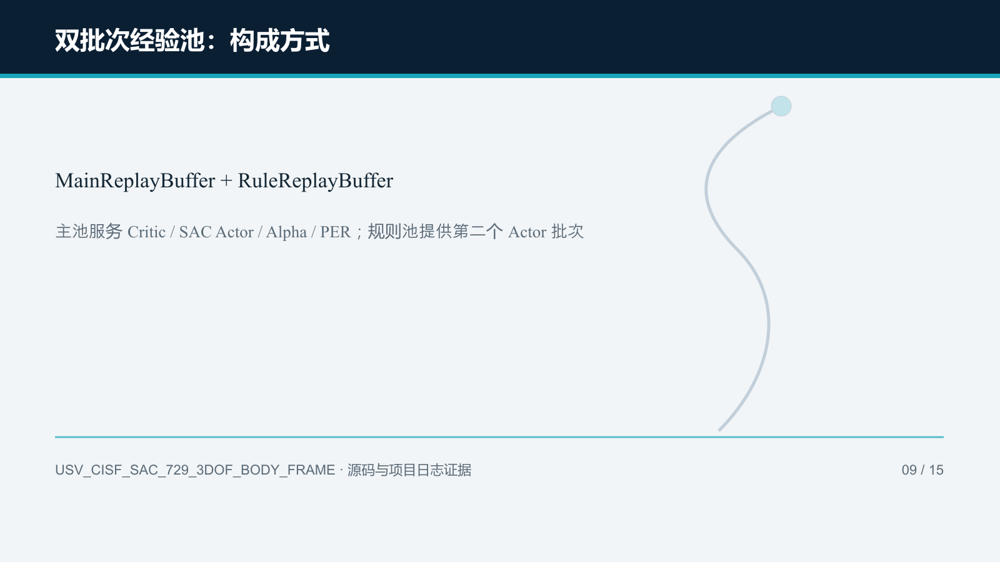 双批次经验池：构成方式
MainReplayBuffer + RuleReplayBuffer
主池服务 Critic / SAC Actor / Alpha / PER；规则池提供第二个 Actor 批次
USV_CISF_SAC_729_3DOF_BODY_FRAME · 源码与项目日志证据
09 / 15